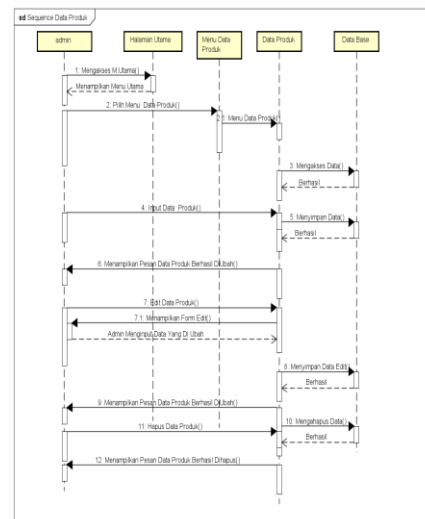 sd Sequence Data Produk
admin
Halaman Utama
Menu Data
Produk
Data Produk
Data Base
1: Mengakses M.Utama()
Menampilkan Menu Utama
2: Pilih Menu Data Produk()
2.1: Menu Data Produk()
3: Mengakses Data()
Berhasil
4: Input Data Produk()
5: Menyimpan Data()
Berhasil
6: Menampilkan Pesan Data Produk Berhasil DiUbah()
7: Edit Data Produk()
7.1: Menampilkan Form Edit()
Admin Menginput Data Yang Di Ubah
8: Menyimpan Data Edit()
Berhasil
9: Menampilkan Pesan Data Produk Berhasil DiUbah()
10: Mengahapus Data()
11: Hapus Data Produk()
Berhasil
12: Menampilkan Pesan Data Produk Berhasil Dihapus()